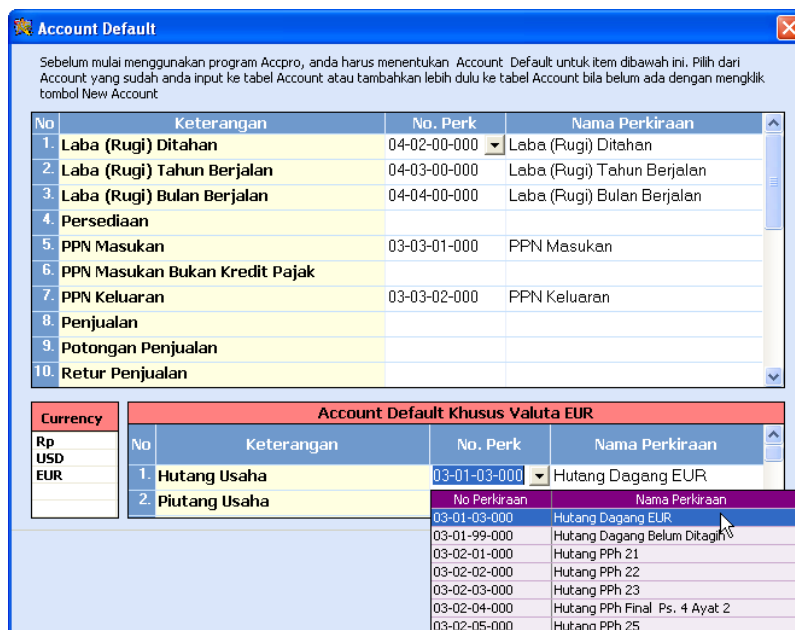 Account Default
Sebelum mulai menggunakan program Accpro, anda harus menentukan Account Default untuk item dibawah ini. Pilih dari
Account yang sudah anda input ke tabel Account atau tambahkan lebih dulu ke tabel Account bila belum ada dengan mengklik
tombol New Account
No Keterangan No. Perk Nama Perkiraan
1. Laba (Rugi) Ditahan 04-02-00-000 Laba (Rugi) Ditahan
2. Laba (Rugi) Tahun Berjalan 04-03-00-000 Laba (Rugi) Tahun Berjalan
3. Laba (Rugi) Bulan Berjalan 04-04-00-000 Laba (Rugi) Bulan Berjalan
4. Persediaan
5. PPN Masukan 03-03-01-000 PPN Masukan
6. PPN Masukan Bukan Kredit Pajak
7. PPN Keluaran 03-03-02-000 PPN Keluaran
8. Penjualan
9. Potongan Penjualan
10. Retur Penjualan
Currency
Rp
USD
EUR
Account Default Khusus Valuta EUR
No Keterangan No. Perk Nama Perkiraan
1. Hutang Usaha 03-01-03-000 Hutang Dagang EUR
2. Piutang Usaha
No Perkiraan Nama Perkiraan
03-01-03-000 Hutang Dagang EUR
03-01-99-000 Hutang Dagang Belum Ditagih
03-02-01-000 Hutang PPh 21
03-02-02-000 Hutang PPh 22
03-02-03-000 Hutang PPh 23
03-02-04-000 Hutang PPh Final Ps. 4 Ayat 2
03-02-05-000 Hutang PPh 25